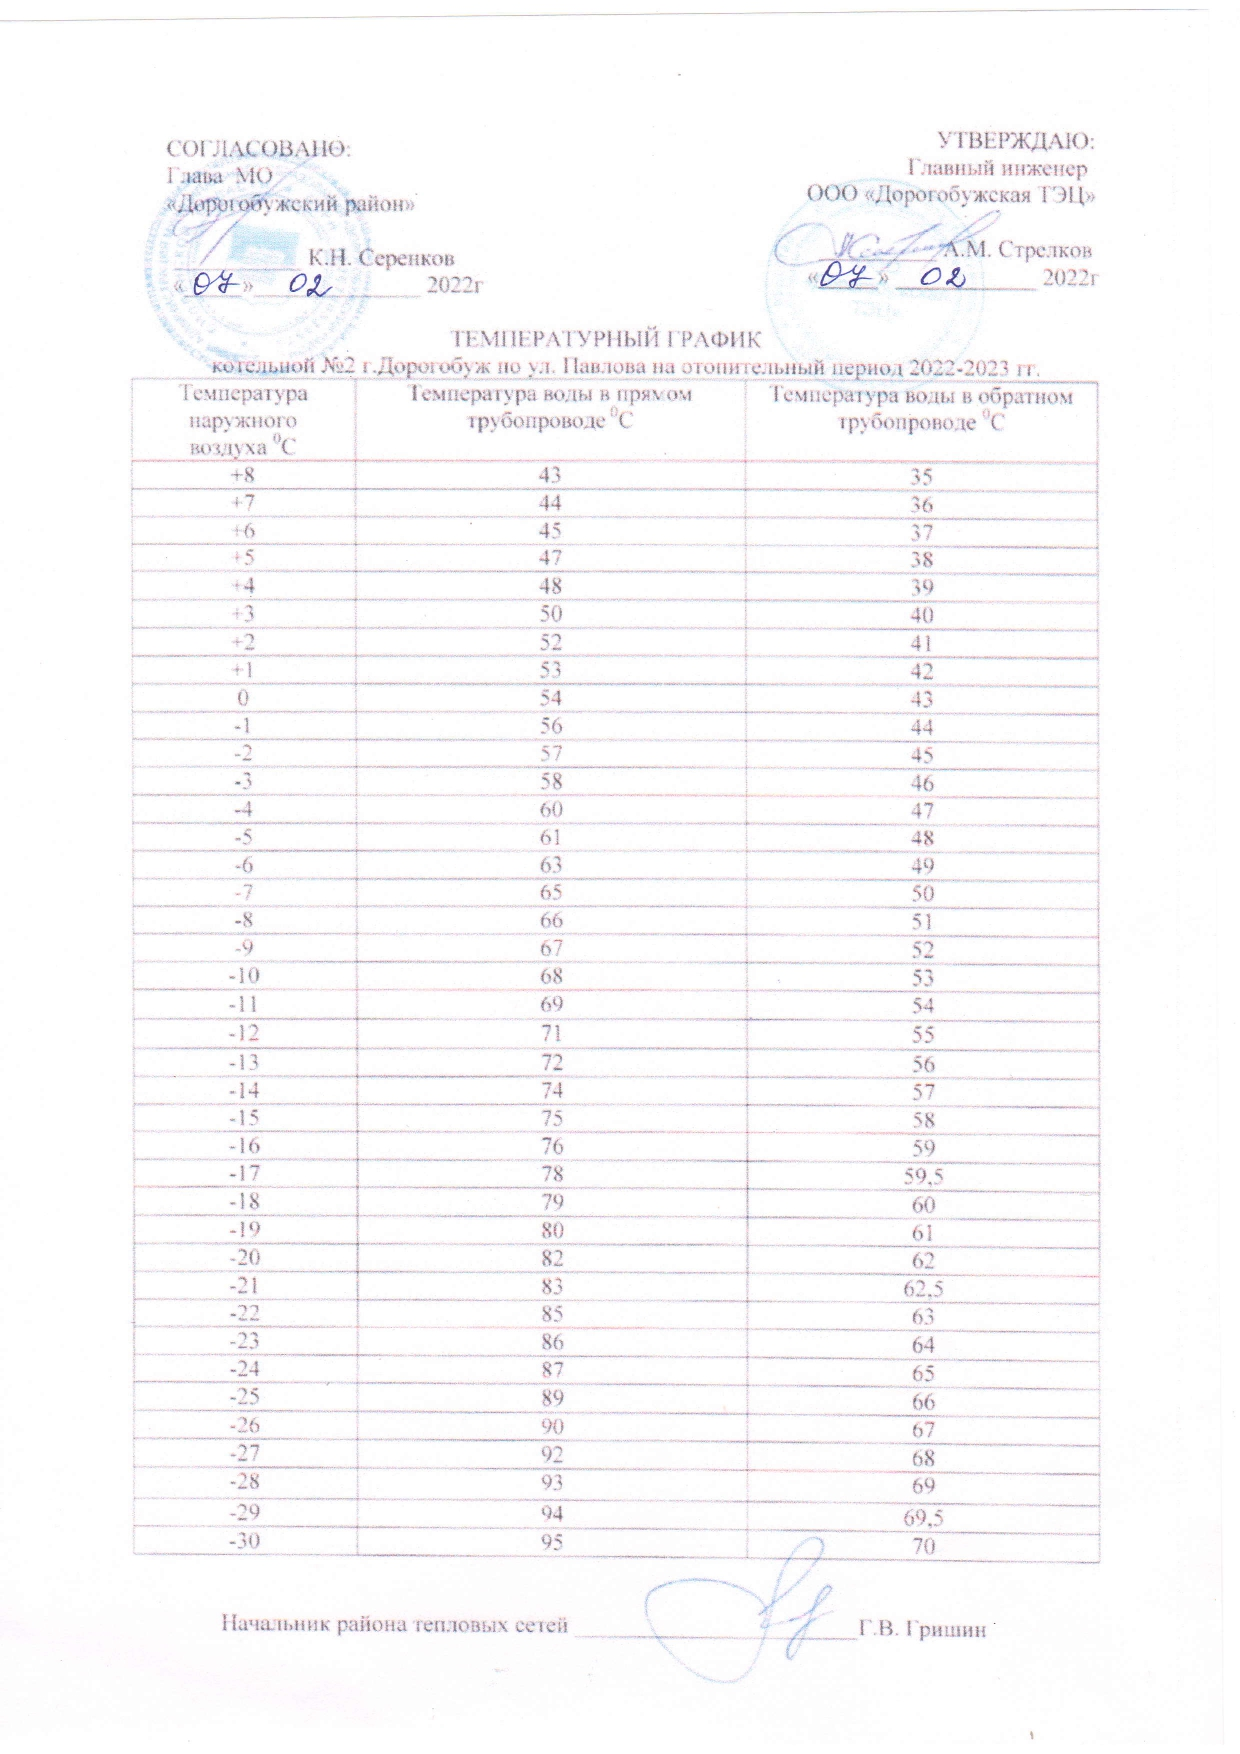 СОГЛАСОВАНО:
Глава МО
«Дорогобужский район»
К.Н. Серенков
«07» 02 2022г
УТВЕРЖДАЮ:
Главный инженер
ООО «Дорогобужская ТЭЦ»
А.М. Стрелков
«07» 02 2022г
ТЕМПЕРАТУРНЫЙ ГРАФИК
котельной №2 г.Дорогобуж по ул. Павлова на отопительный период 2022-2023 гг.
Температура наружного воздуха ⁰С
Температура воды в прямом трубопроводе ⁰С
Температура воды в обратном трубопроводе ⁰С
+8 43 35
+7 44 36
+6 45 37
+5 47 38
+4 48 39
+3 50 40
+2 52 41
+1 53 42
0 54 43
-1 56 44
-2 57 45
-3 58 46
-4 60 47
-5 61 48
-6 63 49
-7 65 50
-8 66 51
-9 67 52
-10 68 53
-11 69 54
-12 71 55
-13 72 56
-14 74 57
-15 75 58
-16 76 59
-17 78 59,5
-18 79 60
-19 80 61
-20 82 62
-21 83 62,5
-22 85 63
-23 86 64
-24 87 65
-25 89 66
-26 90 67
-27 92 68
-28 93 69
-29 94 69,5
-30 95 70
Начальник района тепловых сетей Г.В. Гришин